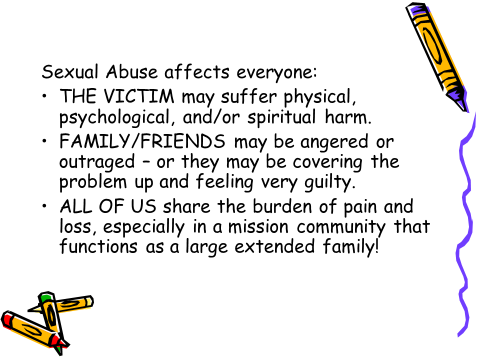 Sexual Abuse affects everyone:
• THE VICTIM may suffer physical,
psychological, and/or spiritual harm.
• FAMILY/FRIENDS may be angered or
outraged – or they may be covering the
problem up and feeling very guilty.
• ALL OF US share the burden of pain and
loss, especially in a mission community that
functions as a large extended family!